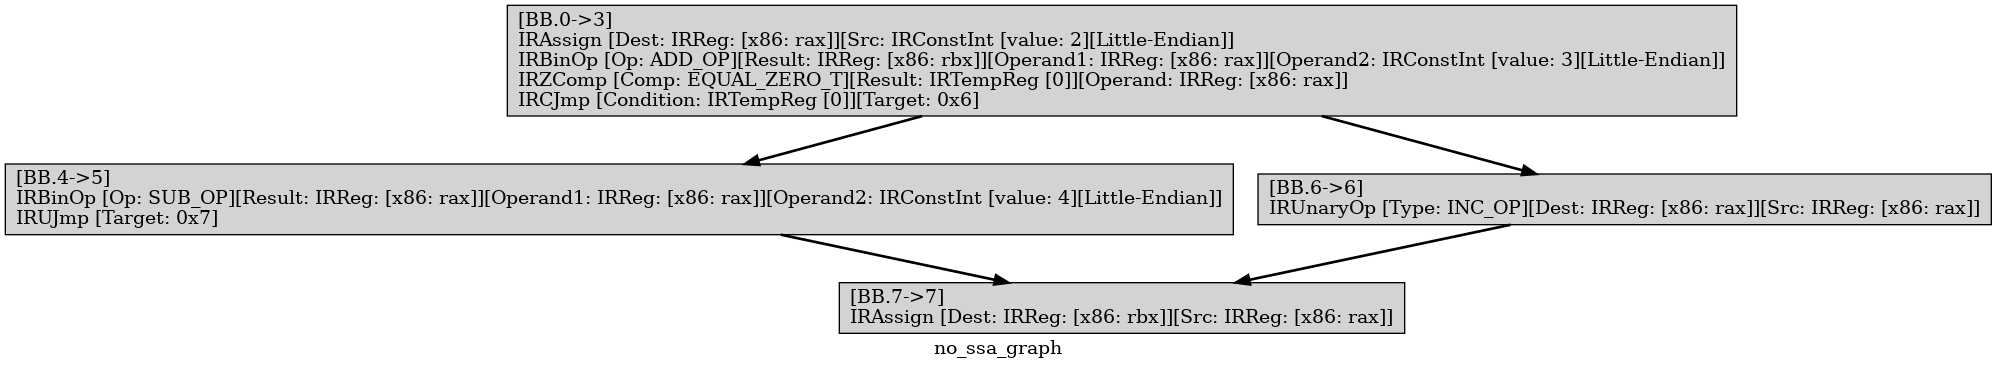 [BB.0->3]
IRAssign [Dest: IRReg: [x86: rax]][Src: IRConstInt [value: 2][Little-Endian]]
IRBinOp [Op: ADD_OP][Result: IRReg: [x86: rbx]][Operand1: IRReg: [x86: rax]][Operand2: IRConstInt [value: 3][Little-Endian]]
IRZComp [Comp: EQUAL_ZERO_T][Result: IRTempReg [0]][Operand: IRReg: [x86: rax]]
IRCJmp [Condition: IRTempReg [0]][Target: 0x6]
[BB.4->5]
IRBinOp [Op: SUB_OP][Result: IRReg: [x86: rax]][Operand1: IRReg: [x86: rax]][Operand2: IRConstInt [value: 4][Little-Endian]]
IRUJmp [Target: 0x7]
[BB.6->6]
IRUnaryOp [Type: INC_OP][Dest: IRReg: [x86: rax]][Src: IRReg: [x86: rax]]
[BB.7->7]
IRAssign [Dest: IRReg: [x86: rbx]][Src: IRReg: [x86: rax]]
no_ssa_graph